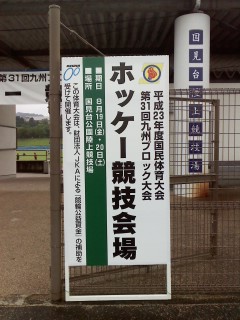 第31回九州ブロ
国見台陸上競技場
平成23年度国民体育大会
第31回九州ブロック大会
ホッケー競技会場
■期日 8月19日(金)・20日(土)
■場所 国見台公園陸上競技場
この体育大会は、財団法人JKAによる「競輪公益資金」の補助を
受けて開催します。